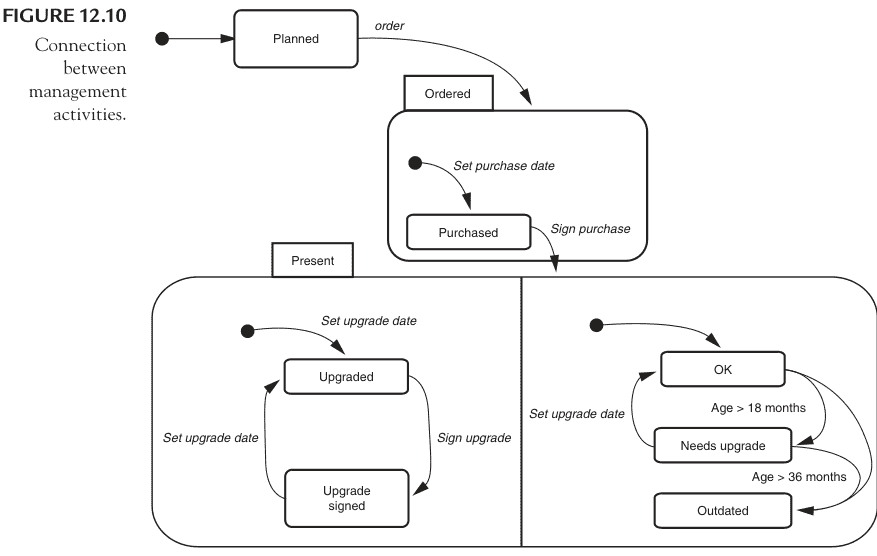 FIGURE 12.10
Connection
between
management
activities.
Planned
order
Ordered
Set purchase date
Purchased
Sign purchase
Present
Set upgrade date
Upgraded
Set upgrade date
Sign upgrade
Upgrade
signed
OK
Age > 18 months
Set upgrade date
Needs upgrade
Age > 36 months
Outdated